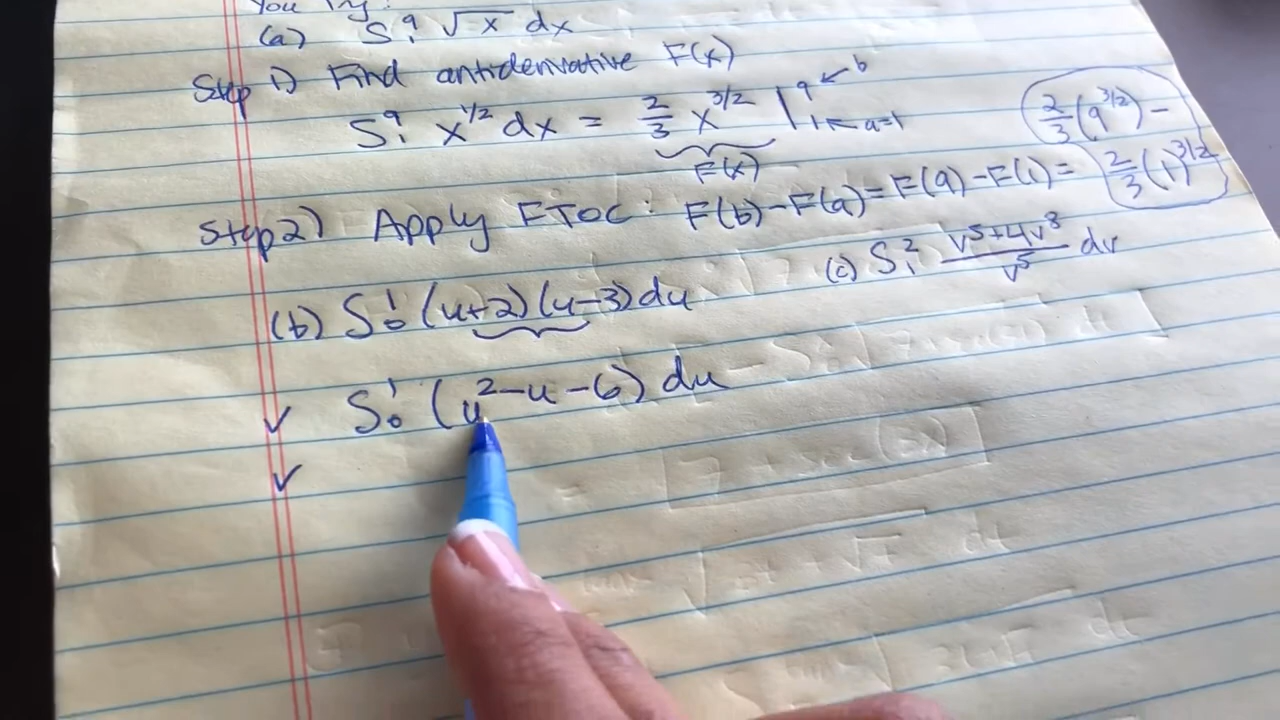 You try:
(a) ∫₁⁹ √x dx
Step 1) Find antiderivative F(x)
∫₁⁹ x^{1/2} dx = 2/3 x^{3/2} |₁⁹ ← b ← a=1
F(x)
Step 2) Apply FTOC: F(b)-F(a)=F(9)-F(1)= 2/3(9^{3/2}) - 2/3(1)^{3/2}
(b) ∫₀¹ (u+2)(u-3)du
(c) ∫₁² (v⁵+4v⁸)/v⁵ dv
✓ ∫₀¹ (u²-u-6) du
✓